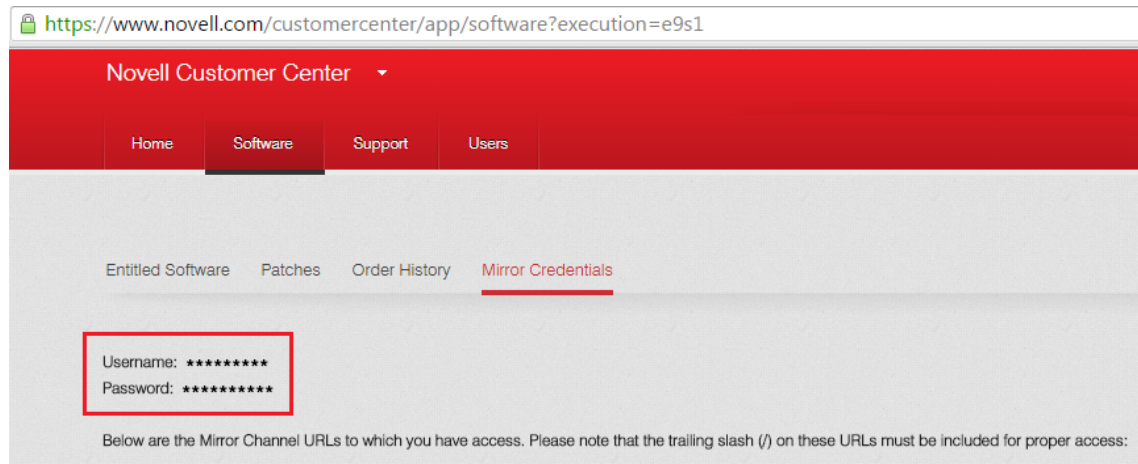 https://www.novell.com/customercenter/app/software?execution=e9s1
Novell Customer Center
Home Software Support Users
Entitled Software Patches Order History Mirror Credentials
Username: *********
Password: **********
Below are the Mirror Channel URLs to which you have access. Please note that the trailing slash (/) on these URLs must be included for proper access: